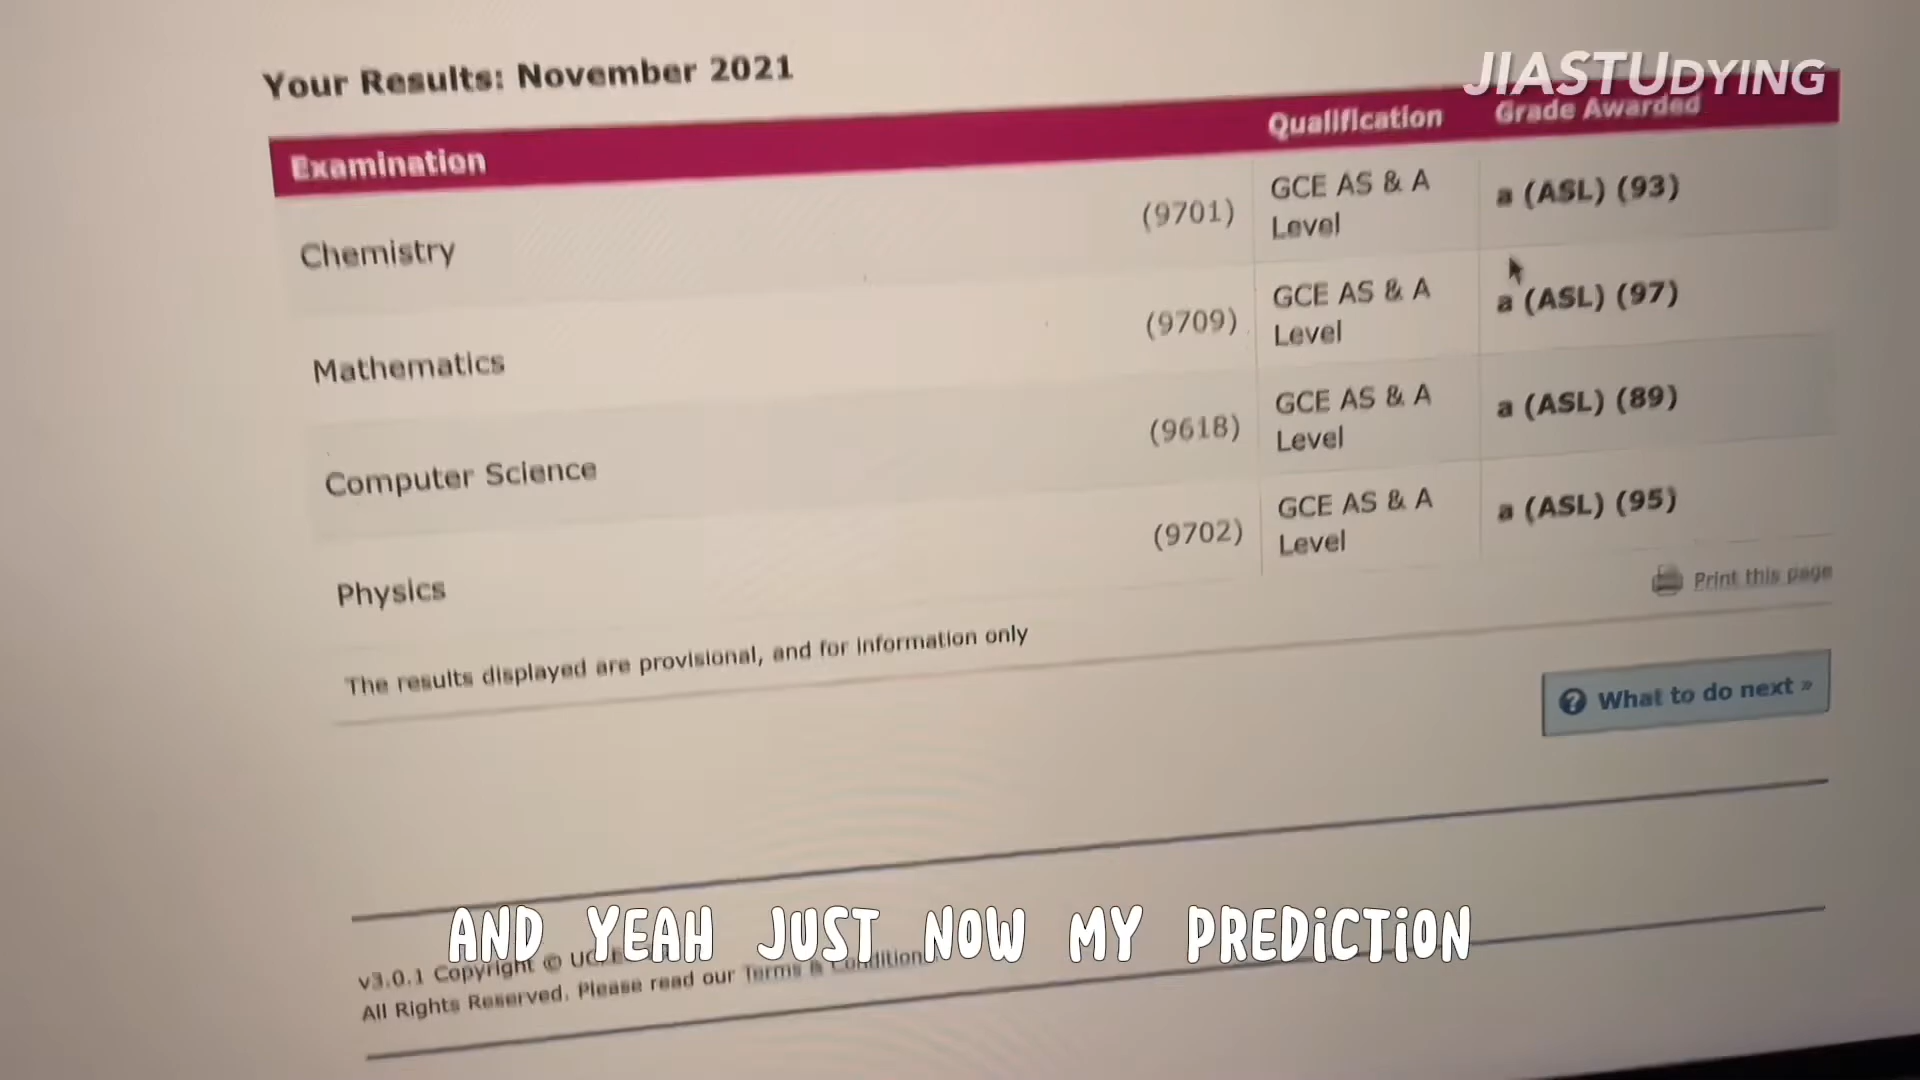 JIASTUDYING
Your Results: November 2021
Examination Qualification Grade Awarded
Chemistry (9701) GCE AS & A Level a (ASL) (93)
Mathematics (9709) GCE AS & A Level a (ASL) (97)
Computer Science (9618) GCE AS & A Level a (ASL) (89)
Physics (9702) GCE AS & A Level a (ASL) (95)
Print this page
The results displayed are provisional, and for information only
What to do next »
AND YEAH JUST NOW MY PREDICTION
v3.0.1 Copyright ©
All Rights Reserved. Please read our Terms & Condition